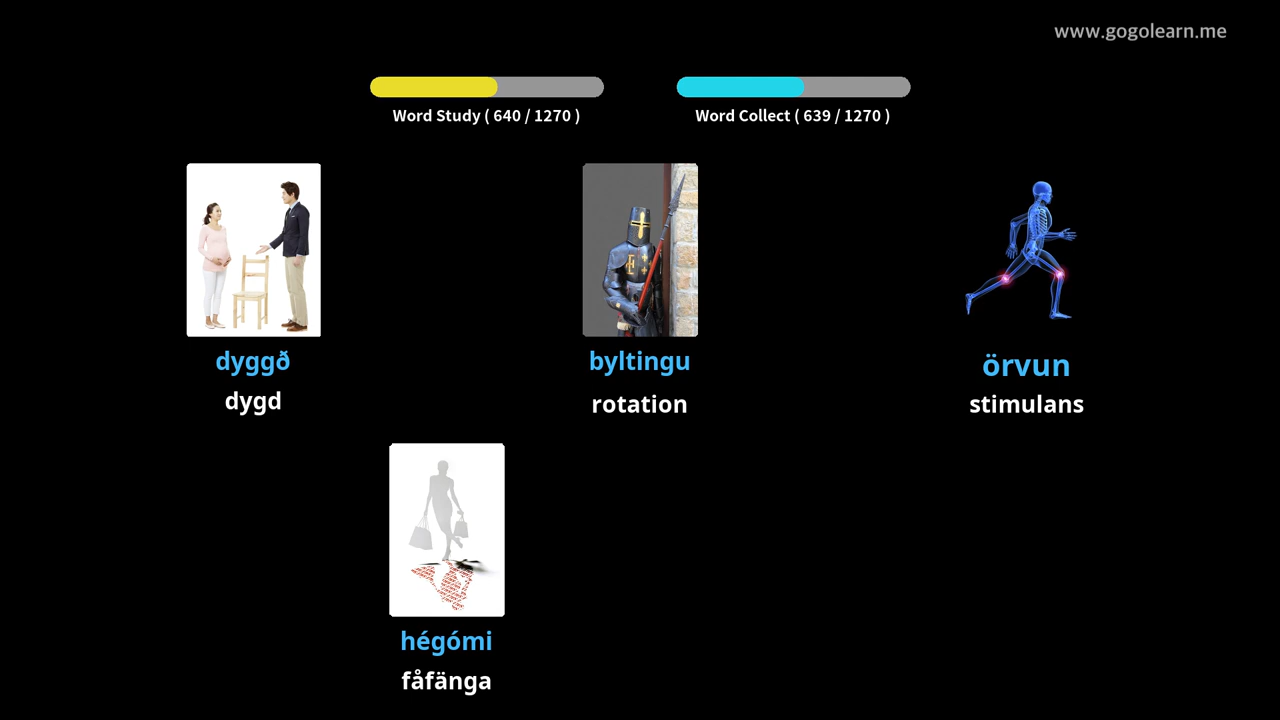 www.gogolearn.me
Word Study ( 640 / 1270 )
Word Collect ( 639 / 1270 )
dyggð
dygd
byltingu
rotation
örvun
stimulans
hégómi
fåfänga